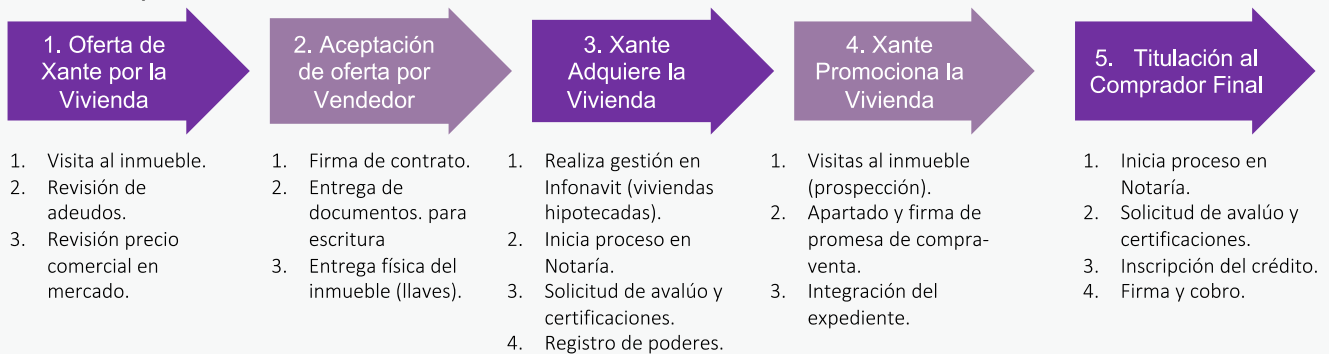 1. Oferta de
Xante por la
Vivienda
2. Aceptación
de oferta por
Vendedor
3. Xante
Adquiere la
Vivienda
4. Xante
Promociona la
Vivienda
5. Titulación al
Comprador Final
1. Visita al inmueble.
2. Revisión de
adeudos.
3. Revisión precio
comercial en
mercado.
1. Firma de contrato.
2. Entrega de
documentos. para
escritura
3. Entrega física del
inmueble (llaves).
1. Realiza gestión en
Infonavit (viviendas
hipotecadas).
2. Inicia proceso en
Notaría.
3. Solicitud de avalúo y
certificaciones.
4. Registro de poderes.
1. Visitas al inmueble
(prospección).
2. Apartado y firma de
promesa de compra-
venta.
3. Integración del
expediente.
1. Inicia proceso en
Notaría.
2. Solicitud de avalúo y
certificaciones.
3. Inscripción del crédito.
4. Firma y cobro.